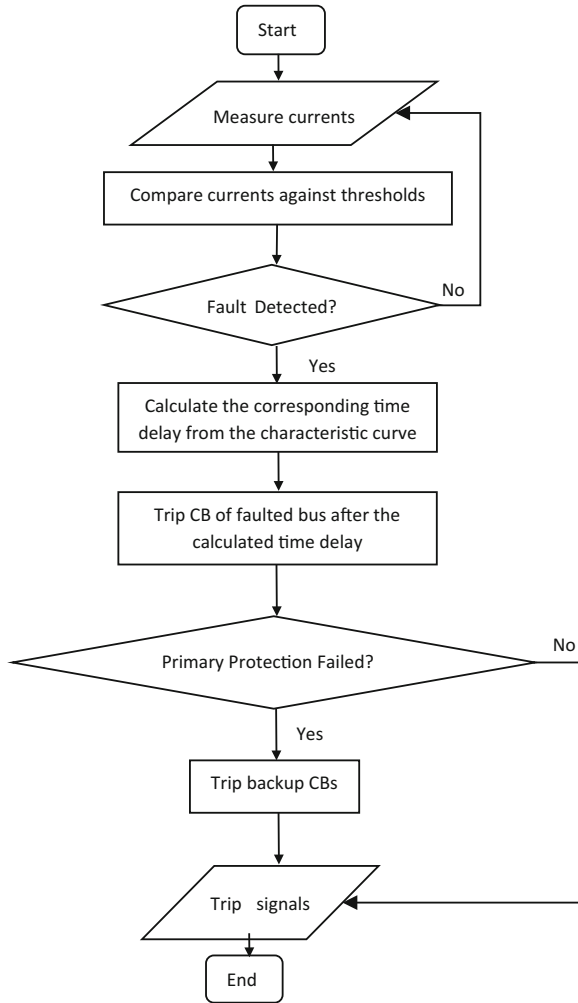 Start
Measure currents
Compare currents against thresholds
Fault Detected?
No
Yes
Calculate the corresponding time
delay from the characteristic curve
Trip CB of faulted bus after the
calculated time delay
Primary Protection Failed?
No
Yes
Trip backup CBs
Trip signals
End